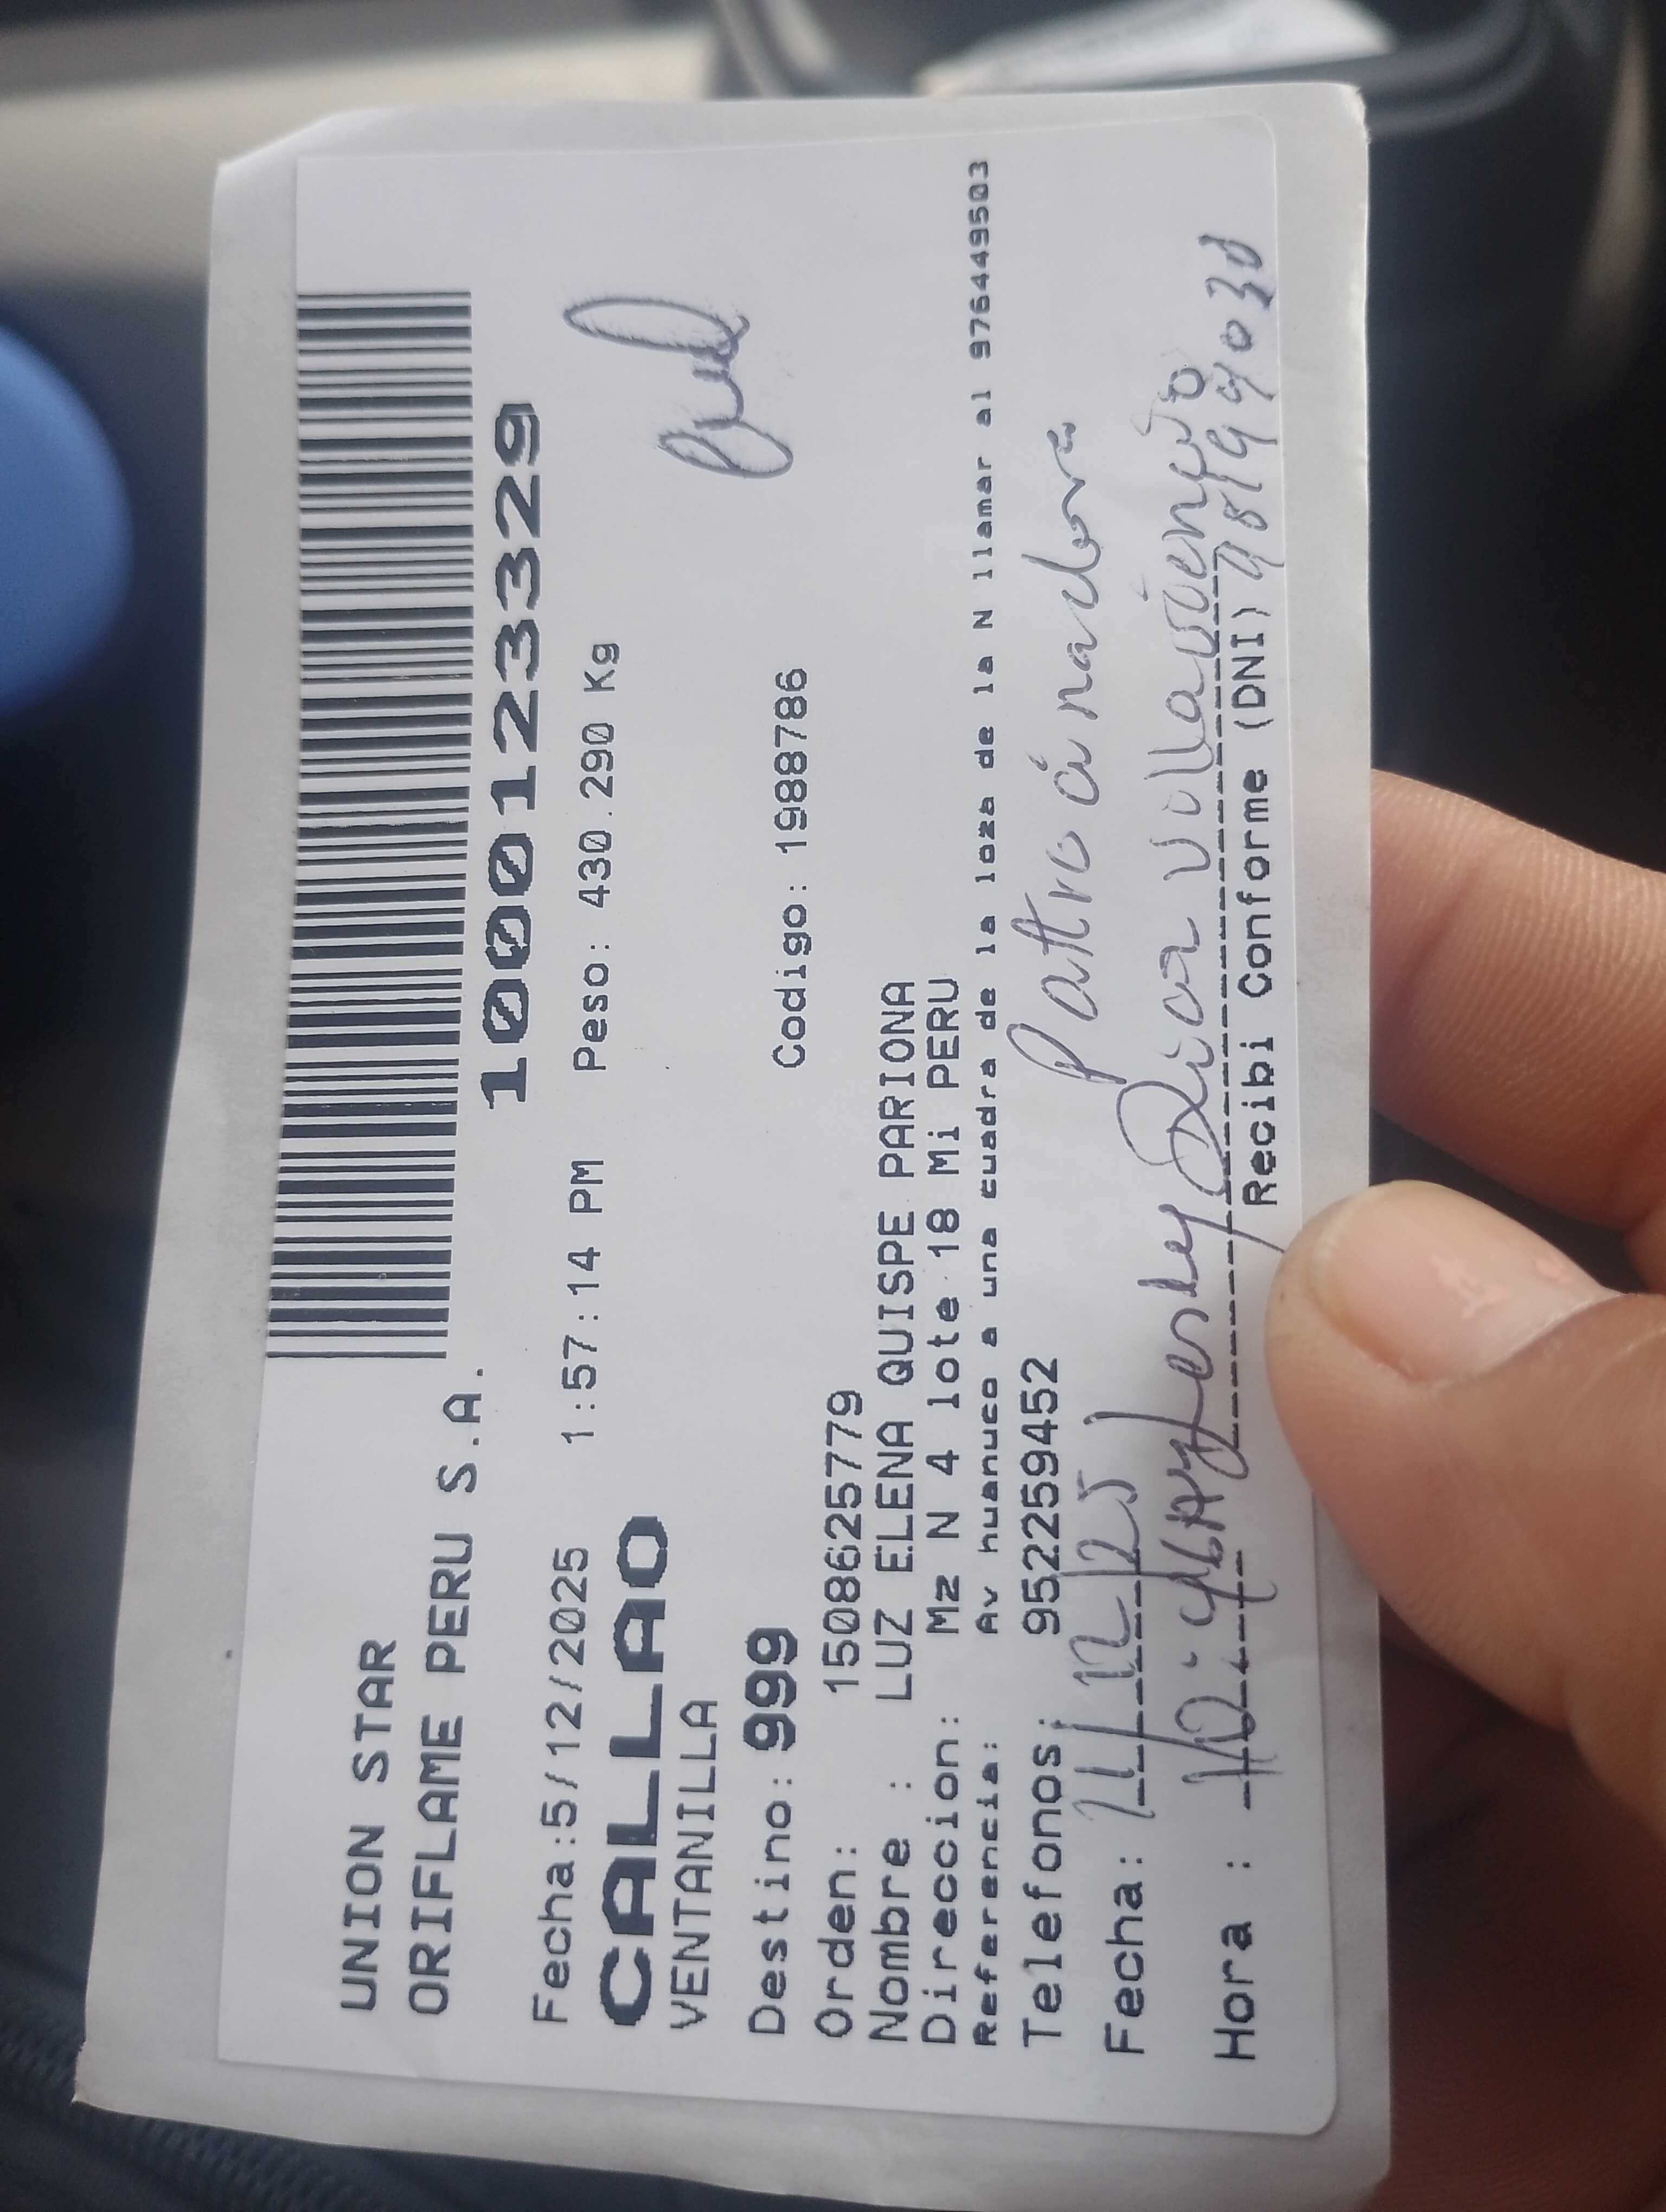 UNION STAR
ORIFLAME PERU S.A.
1000123329
Fecha:5/12/2025 1:57:14 PM Peso: 430.290 Kg
CALLAO
VENTANILLA
Destino: 999 Codigo: 1988786
Orden: 1508625779
Nombre : LUZ ELENA QUISPE PARIONA
Direccion: Mz N 4 lote 18 Mi PERU
Referencia: Av huanuco a una cuadra de la loza de la N llamar al 976449503
Telefonos: 952259452
Fecha: 11/12/25
Hora :
Recibi Conforme (DNI)